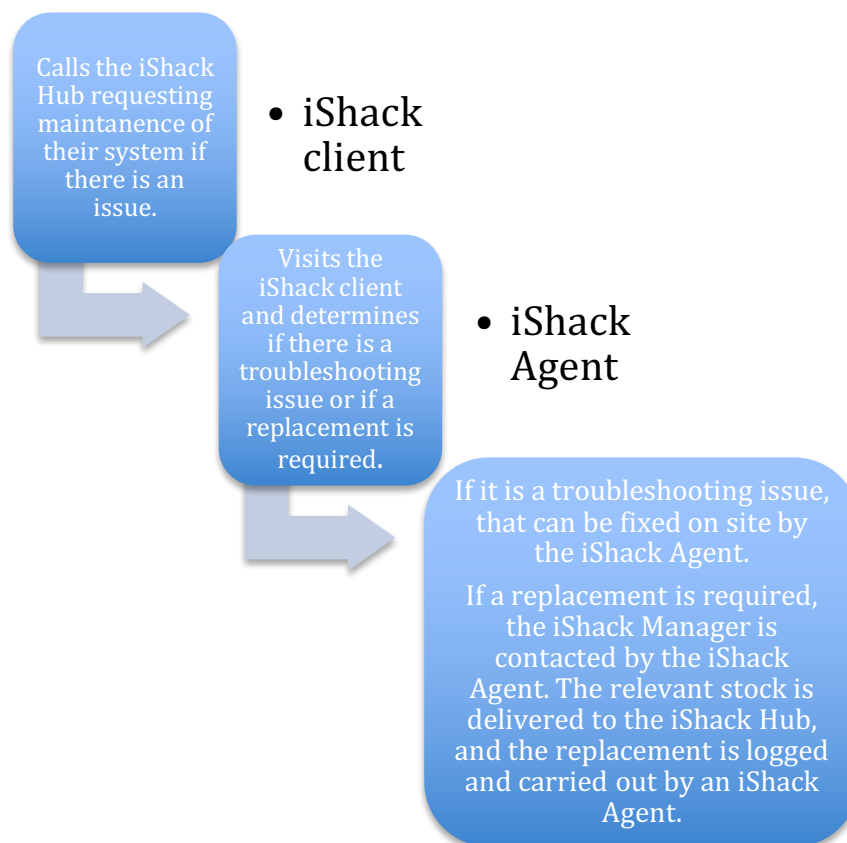 Calls the iShack
Hub requesting
maintanence of
their system if
there is an
issue.
• iShack
client
Visits the
iShack client
and determines
if there is a
troubleshooting
issue or if a
replacement is
required.
• iShack
Agent
If it is a troubleshooting issue,
that can be fixed on site by
the iShack Agent.
If a replacement is required,
the iShack Manager is
contacted by the iShack
Agent. The relevant stock is
delivered to the iShack Hub,
and the replacement is logged
and carried out by an iShack
Agent.